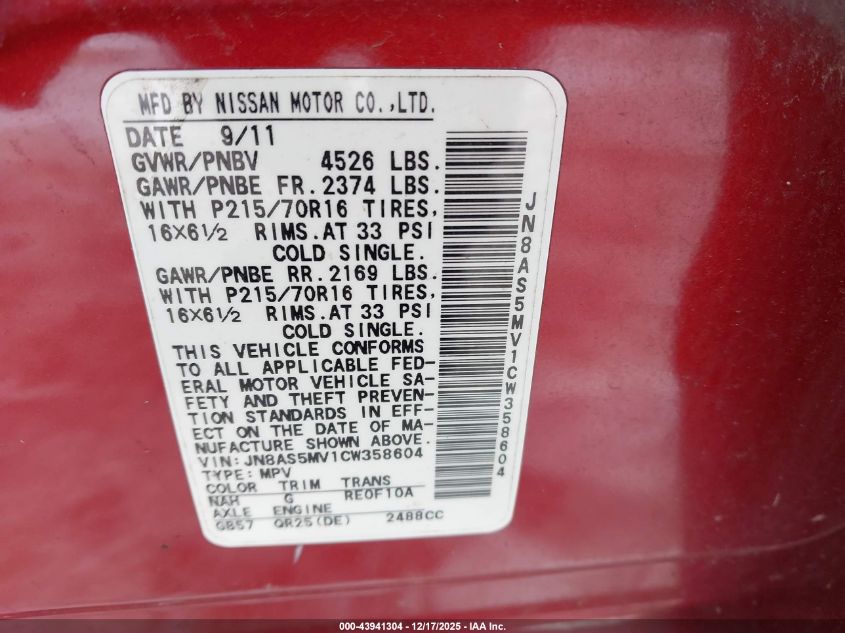 MFD BY NISSAN MOTOR CO.,LTD.
DATE 9/11
GVWR/PNBV 4526 LBS.
GAWR/PNBE FR. 2374 LBS.
WITH P215/70R16 TIRES,
16X6½ RIMS.AT 33 PSI
COLD SINGLE.
GAWR/PNBE RR. 2169 LBS.
WITH P215/70R16 TIRES,
16X6½ RIMS.AT 33 PSI
COLD SINGLE.
THIS VEHICLE CONFORMS
TO ALL APPLICABLE FED-
ERAL MOTOR VEHICLE SA-
FETY AND THEFT PREVEN-
TION STANDARDS IN EFF-
ECT ON THE DATE OF MA-
NUFACTURE SHOWN ABOVE.
VIN: JN8AS5MV1CW358604
TYPE: MPV
COLOR TRIM TRANS
NAH G RE0F10A
AXLE ENGINE
GB57 QR25(DE) 2488CC
JN8AS5MV1CW358604
000-43941304 - 12/17/2025 - IAA Inc.